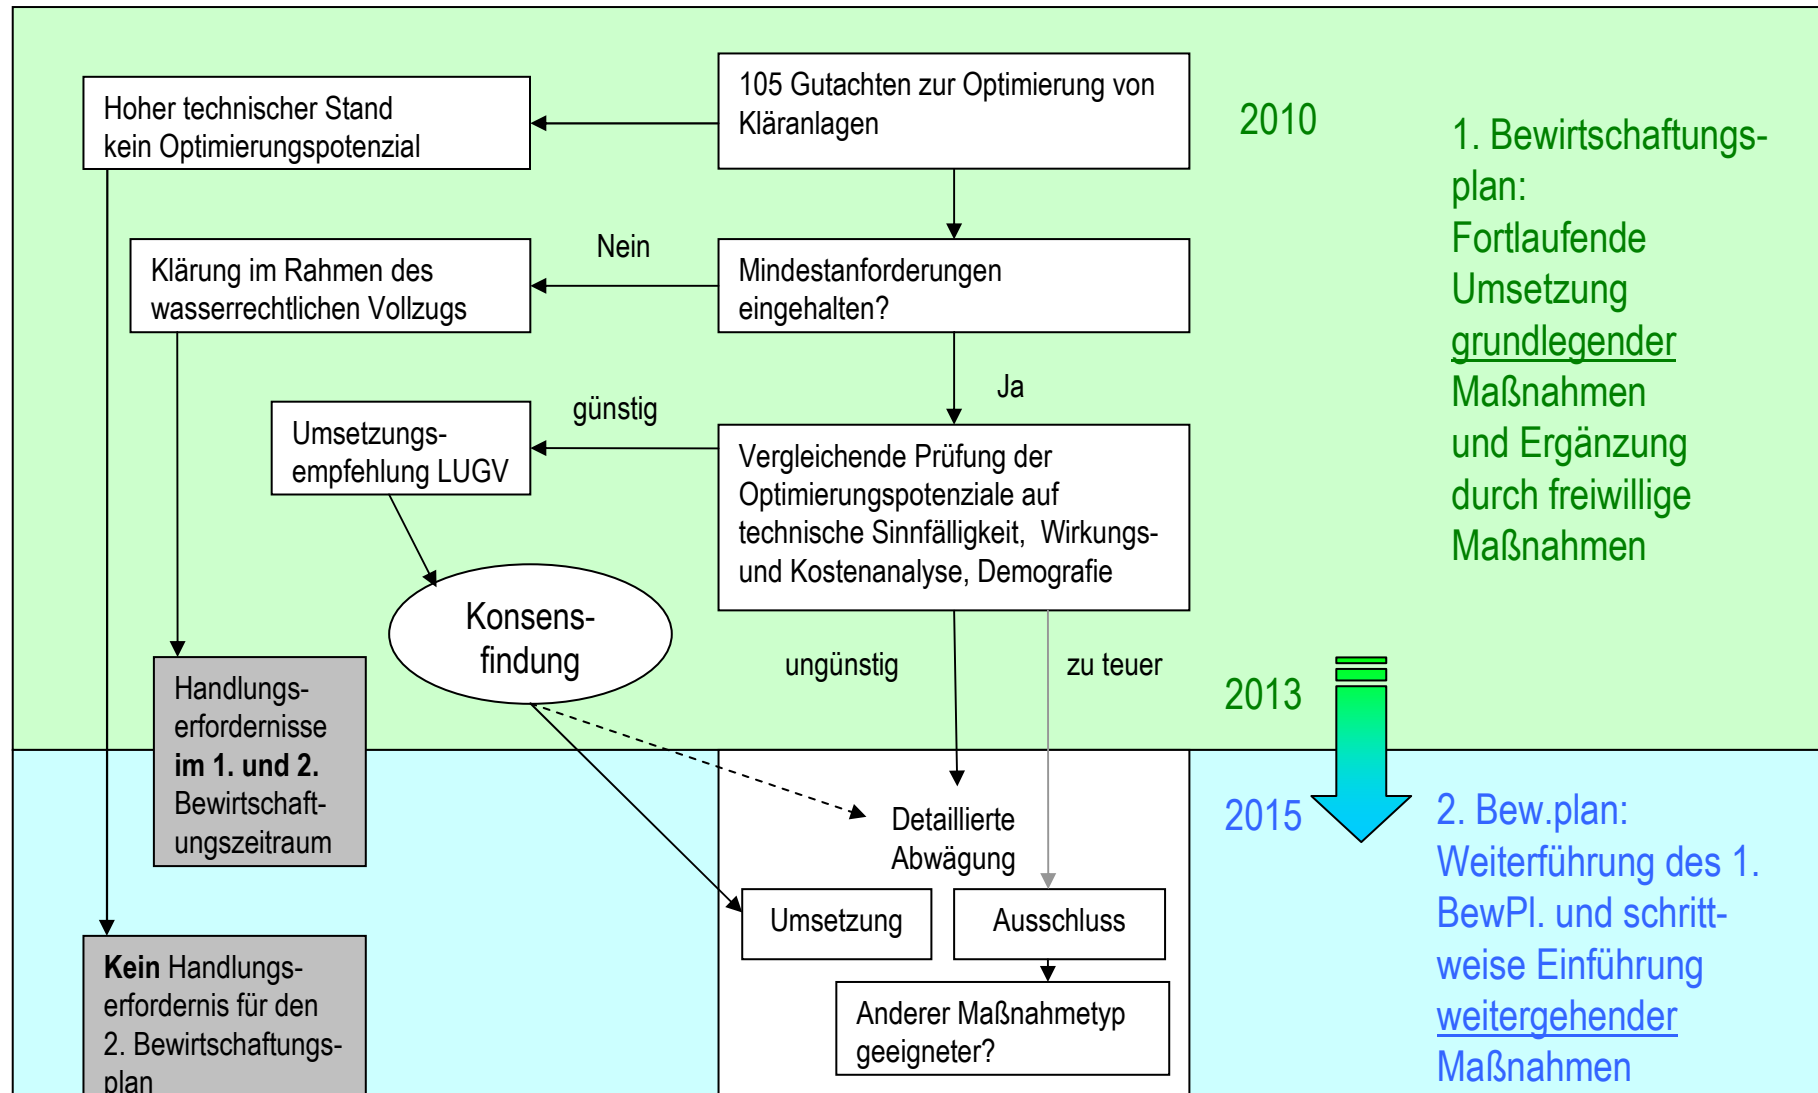 105 Gutachten zur Optimierung von
Kläranlagen
Hoher technischer Stand
kein Optimierungspotenzial
2010
1. Bewirtschaftungs-
plan:
Fortlaufende
Umsetzung
grundlegender
Maßnahmen
und Ergänzung
durch freiwillige
Maßnahmen
Nein
Klärung im Rahmen des
wasserrechtlichen Vollzugs
Mindestanforderungen
eingehalten?
Ja
günstig
Umsetzungs-
empfehlung LUGV
Vergleichende Prüfung der
Optimierungspotenziale auf
technische Sinnfälligkeit, Wirkungs-
und Kostenanalyse, Demografie
Konsens-
findung
ungünstig
zu teuer
2013
Handlungs-
erfordernisse
im 1. und 2.
Bewirtschaft-
ungszeitraum
Detaillierte
Abwägung
2015
2. Bew.plan:
Weiterführung des 1.
BewPl. und schritt-
weise Einführung
weitergehender
Maßnahmen
Umsetzung
Ausschluss
Kein Handlungs-
erfordernis für den
2. Bewirtschaftungs-
plan
Anderer Maßnahmetyp
geeigneter?